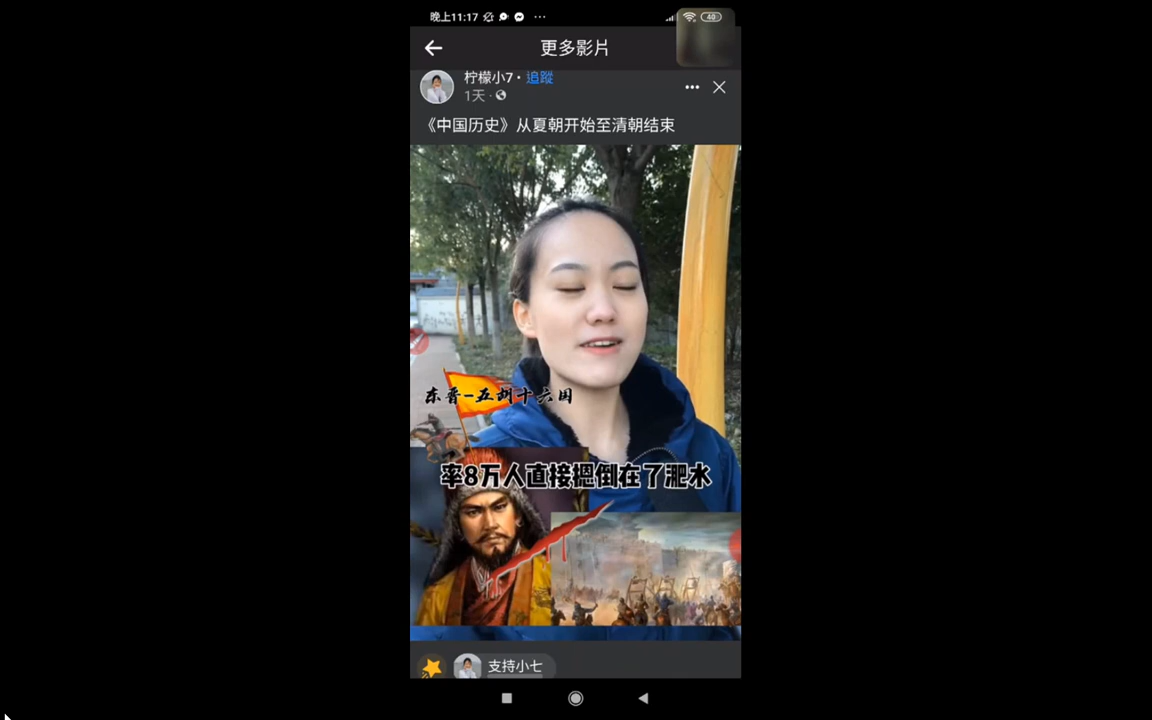 晚上11:17
40
更多影片
柠檬小7・追蹤
1天・
《中国历史》从夏朝开始至清朝结束
东晋-五胡十六国
率8万人直接摁倒在了淝水
支持小七